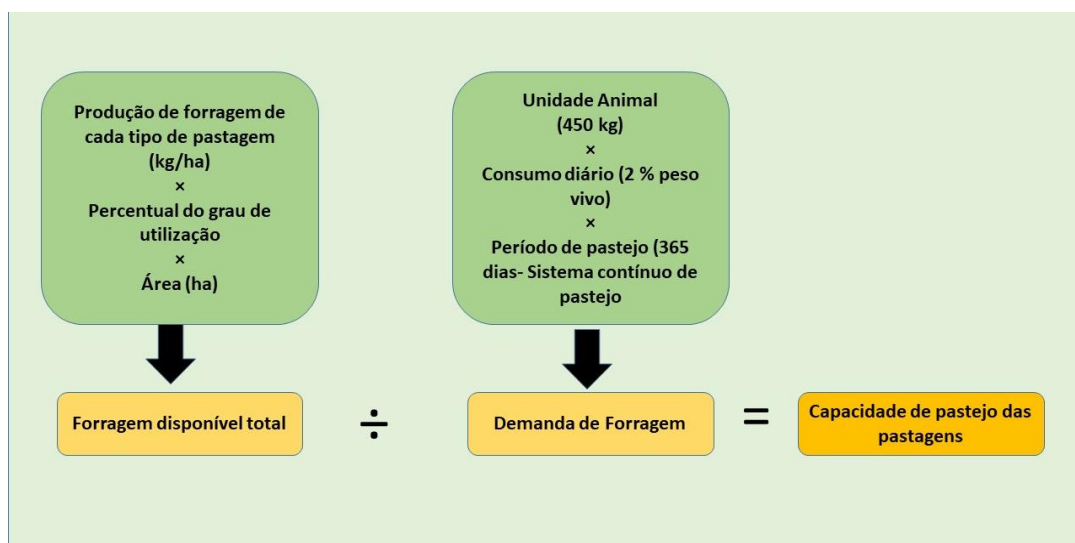 Produção de forragem de
cada tipo de pastagem
(kg/ha)
×
Percentual do grau de
utilização
×
Área (ha)
Unidade Animal
(450 kg)
×
Consumo diário (2 % peso
vivo)
×
Período de pastejo (365
dias- Sistema contínuo de
pastejo
Forragem disponível total
÷
Demanda de Forragem
=
Capacidade de pastejo das
pastagens